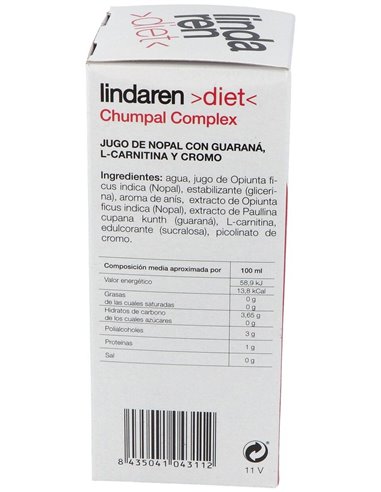 linda
ren
>diet<
lindaren >diet<
Chumpal Complex
JUGO DE NOPAL CON GUARANÁ,
L-CARNITINA Y CROMO
Ingredientes: agua, jugo de Opiunta fi-
cus indica (Nopal), estabilizante (gliceri-
na), aroma de anís, extracto de Opiunta
ficus indica (Nopal), extracto de Paullina
cupana kunth (guaraná), L-carnitina,
edulcorante (sucralosa), picolinato de
cromo.
Composición media aproximada por 100 ml
Valor energético 58,9 kJ
13,8 kCal
Grasas 0 g
de las cuales saturadas 0 g
Hidratos de carbono 3,65 g
de los cuales azúcares 0 g
Polialcoholes 3 g
Proteínas 1 g
Sal 0 g
8 435041 043112
11 V